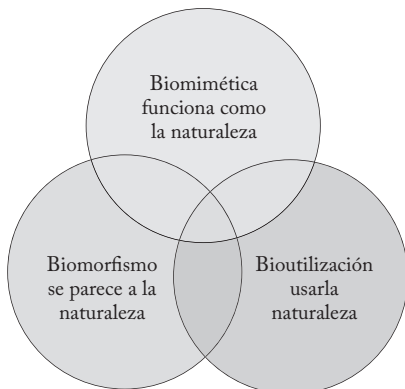 Biomimética
funciona como
la naturaleza
Biomorfismo
se parece a la
naturaleza
Bioutilización
usarla
naturaleza